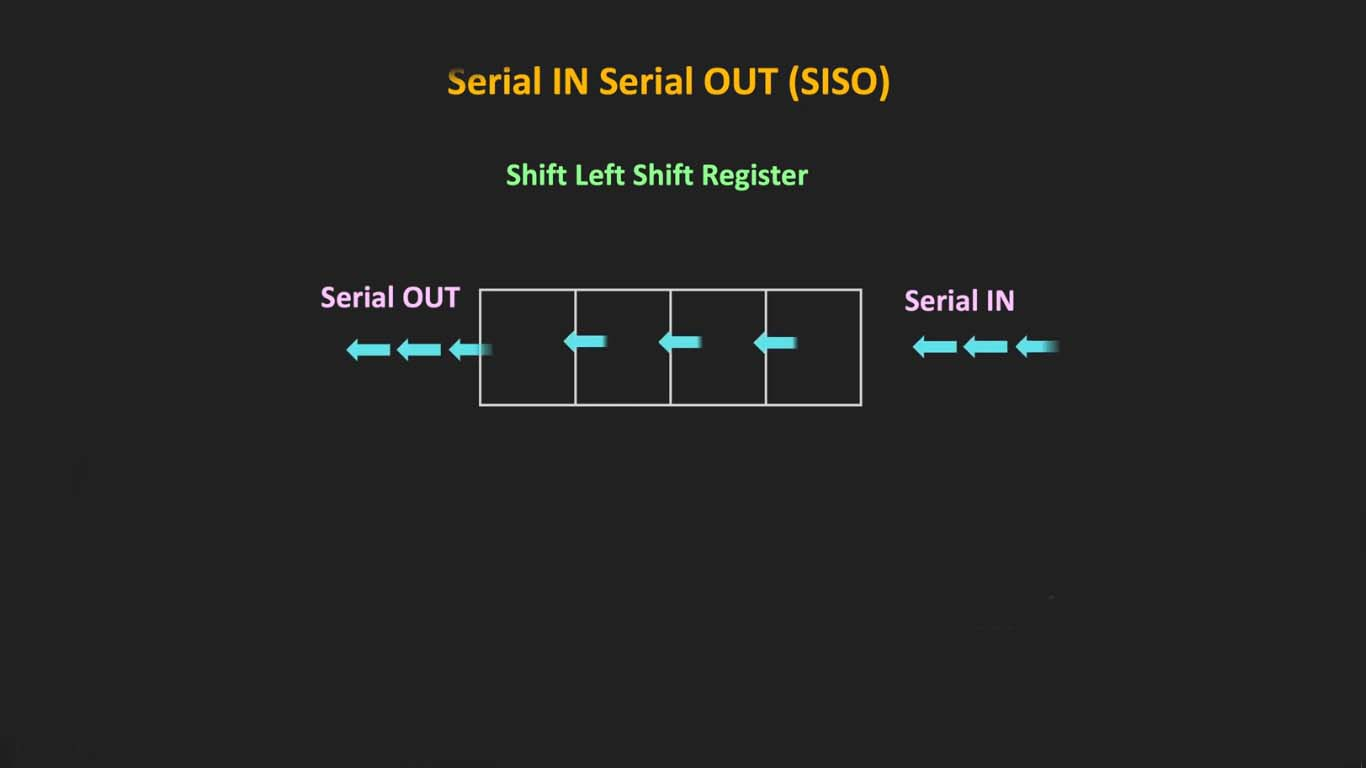 Serial IN Serial OUT (SISO)
Shift Left Shift Register
Serial OUT
Serial IN